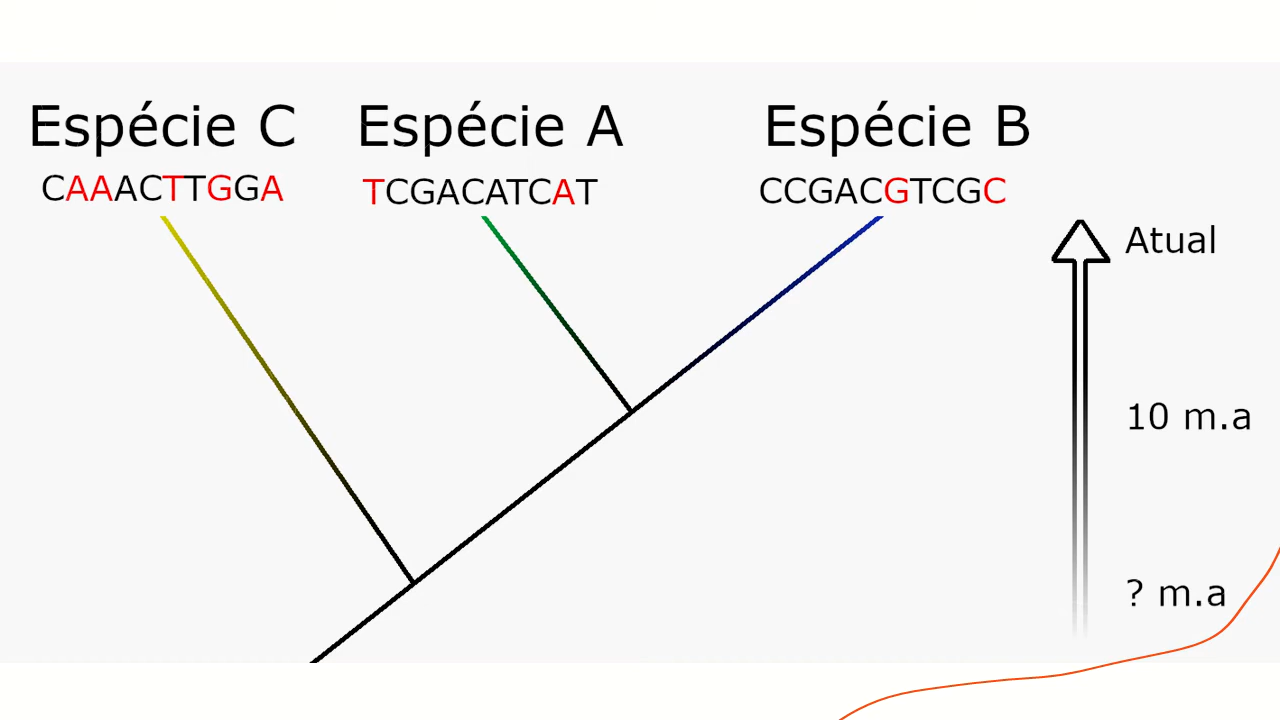 Espécie C Espécie A Espécie B
CAAACTTGGA TCGACATCAT CCGACGTCGC
Atual
10 m.a
? m.a